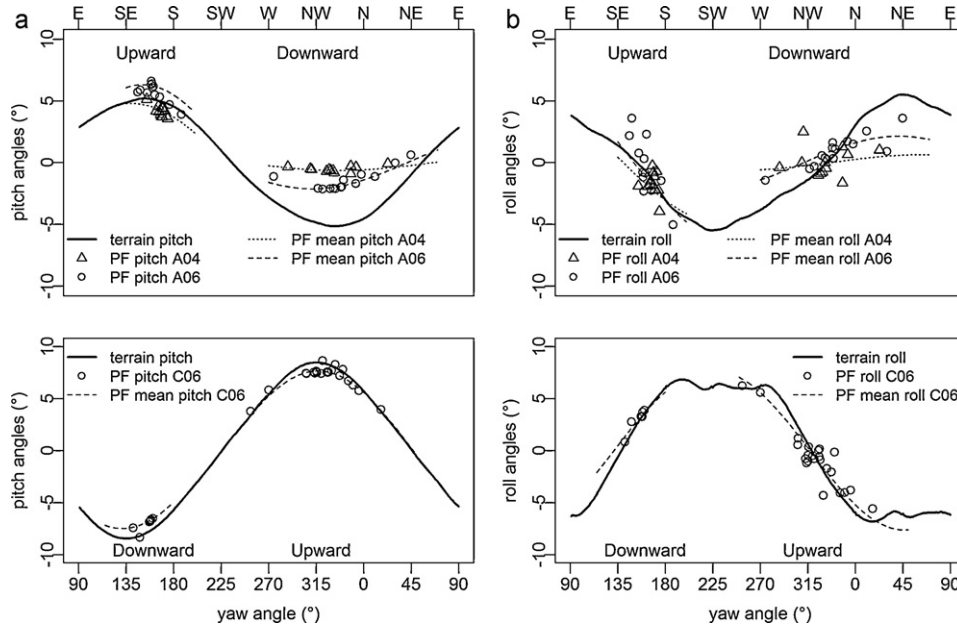 a
E SE S SW W NW N NE E
Upward
Downward
pitch angles (°)
10
5
0
-5
-10
terrain pitch
PF pitch A04
PF pitch A06
PF mean pitch A04
PF mean pitch A06
b
E SE S SW W NW N NE E
Upward
Downward
roll angles (°)
10
5
0
-5
-10
terrain roll
PF roll A04
PF roll A06
PF mean roll A04
PF mean roll A06
pitch angles (°)
10
5
0
-5
-10
terrain pitch
PF pitch C06
PF mean pitch C06
Downward
Upward
90 135 180 225 270 315 0 45 90
yaw angle (°)
roll angles (°)
10
5
0
-5
-10
terrain roll
PF roll C06
PF mean roll C06
Downward
Upward
90 135 180 225 270 315 0 45 90
yaw angle (°)